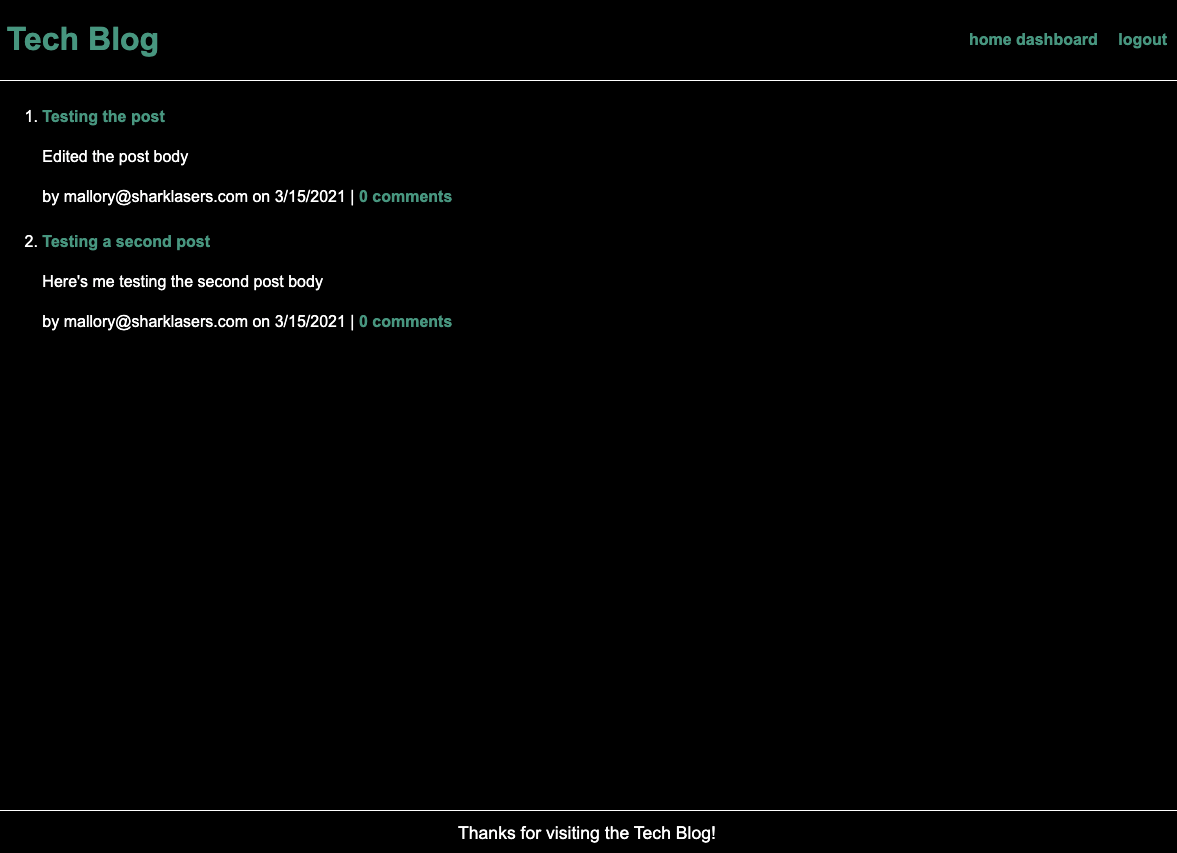 Tech Blog
home dashboard logout
1. Testing the post
Edited the post body
by mallory@sharklasers.com on 3/15/2021 | 0 comments
2. Testing a second post
Here's me testing the second post body
by mallory@sharklasers.com on 3/15/2021 | 0 comments
Thanks for visiting the Tech Blog!